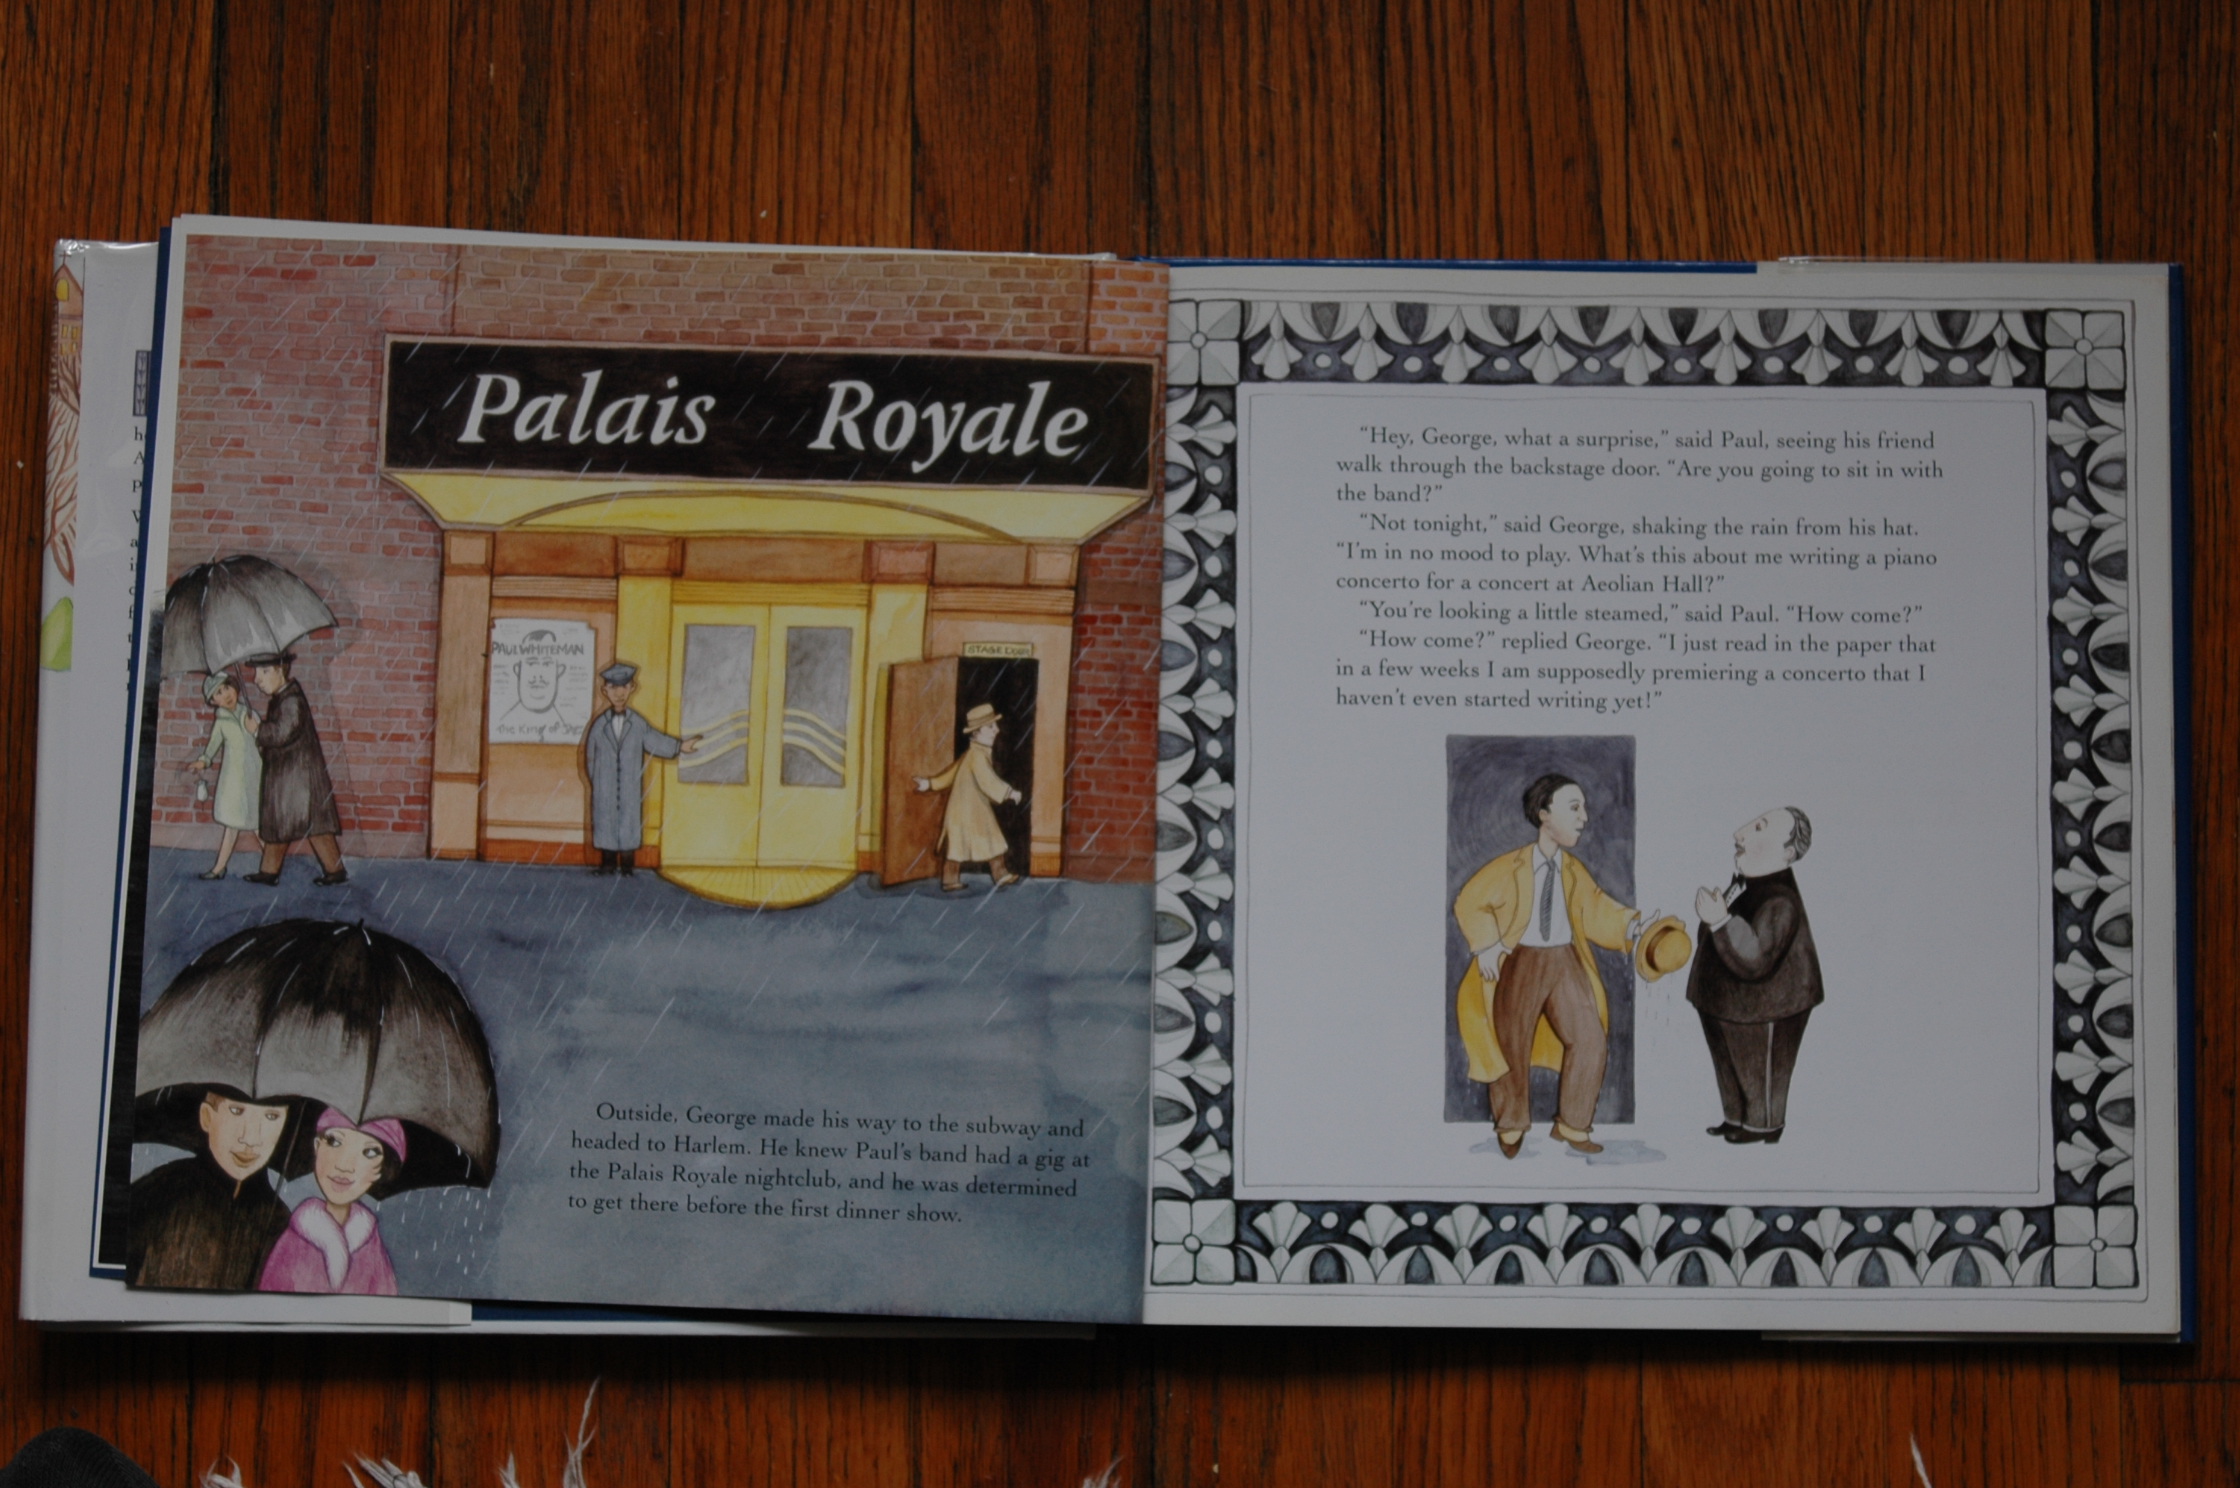 Palais Royale
PAUL WHITEMAN
the King of Jazz
STAGE DOOR
Outside, George made his way to the subway and
headed to Harlem. He knew Paul's band had a gig at
the Palais Royale nightclub, and he was determined
to get there before the first dinner show.
“Hey, George, what a surprise,” said Paul, seeing his friend
walk through the backstage door. “Are you going to sit in with
the band?”
“Not tonight,” said George, shaking the rain from his hat.
“I'm in no mood to play. What's this about me writing a piano
concerto for a concert at Aeolian Hall?”
“You're looking a little steamed,” said Paul. “How come?”
“How come?” replied George. “I just read in the paper that
in a few weeks I am supposedly premiering a concerto that I
haven't even started writing yet!”